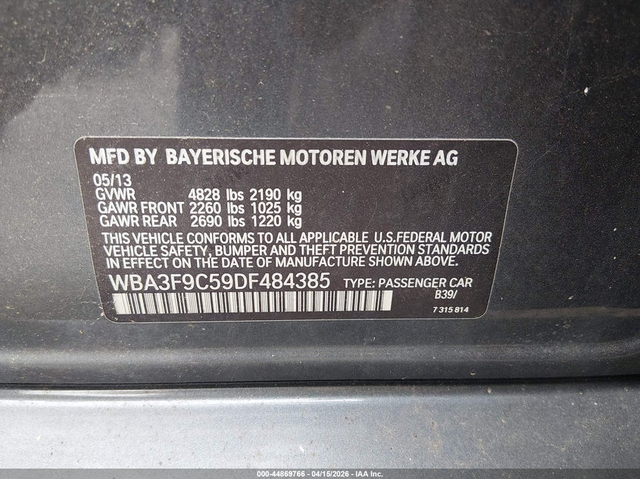 MFD BY BAYERISCHE MOTOREN WERKE AG
05/13
GVWR 4828 lbs 2190 kg
GAWR FRONT 2260 lbs 1025 kg
GAWR REAR 2690 lbs 1220 kg
THIS VEHICLE CONFORMS TO ALL APPLICABLE U.S.FEDERAL MOTOR
VEHICLE SAFETY, BUMPER AND THEFT PREVENTION STANDARDS
IN EFFECT ON THE DATE OF MANUFACTURE SHOWN ABOVE.
WBA3F9C59DF484385 TYPE: PASSENGER CAR
B39/
7 315 814
000-44869766 - 04/15/2026 - IAA Inc.